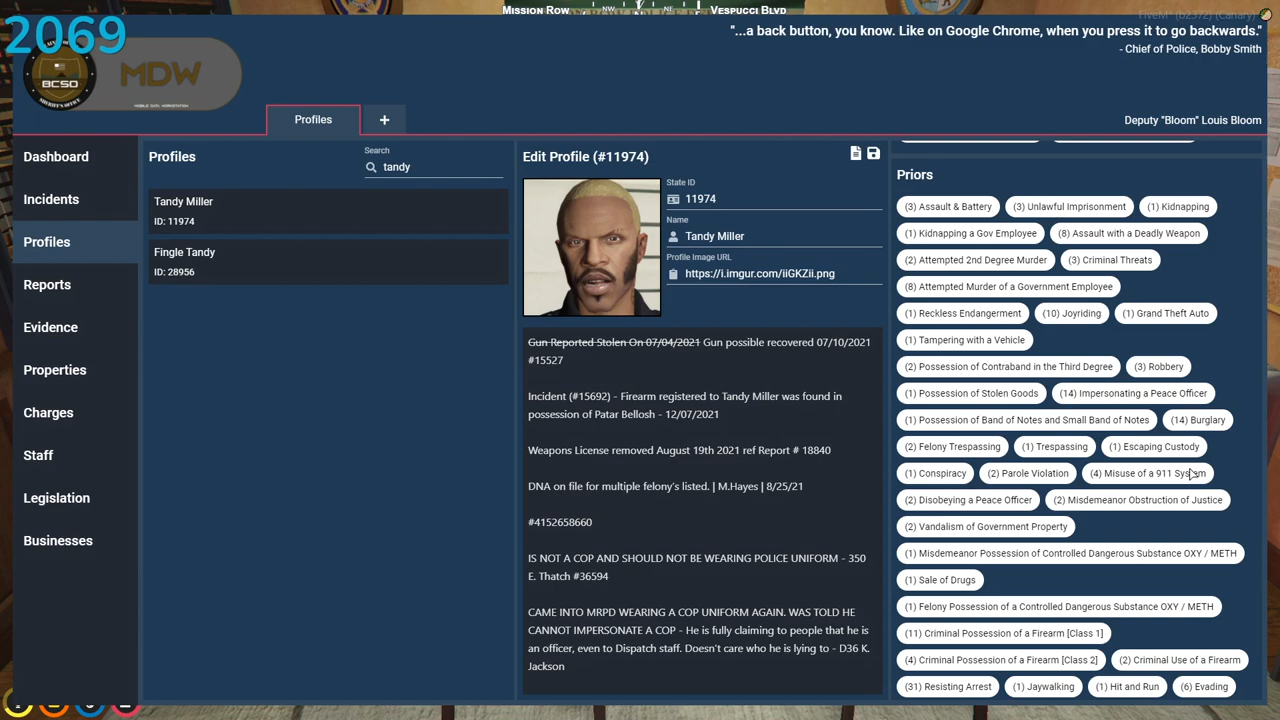 Mission Row
NW
NE
Vespucci Blvd
FiveM® (b2372) (Canary)
2069
BCSO
SHERIFF'S OFFICE
MDW
MOBILE DATA WORKSTATION
"...a back button, you know. Like on Google Chrome, when you press it to go backwards."
- Chief of Police, Bobby Smith
Profiles
+
Deputy "Bloom" Louis Bloom
Dashboard
Incidents
Profiles
Reports
Evidence
Properties
Charges
Staff
Legislation
Businesses
Profiles
Search
tandy
Tandy Miller
ID: 11974
Fingle Tandy
ID: 28956
Edit Profile (#11974)
State ID
11974
Name
Tandy Miller
Profile Image URL
https://i.imgur.com/iiGKZii.png
Gun Reported Stolen On 07/04/2021 Gun possible recovered 07/10/2021
#15527
Incident (#15692) - Firearm registered to Tandy Miller was found in
possession of Patar Bellosh - 12/07/2021
Weapons License removed August 19th 2021 ref Report # 18840
DNA on file for multiple felony's listed. | M.Hayes | 8/25/21
#4152658660
IS NOT A COP AND SHOULD NOT BE WEARING POLICE UNIFORM - 350
E. Thatch #36594
CAME INTO MRPD WEARING A COP UNIFORM AGAIN. WAS TOLD HE
CANNOT IMPERSONATE A COP - He is fully claiming to people that he is
an officer, even to Dispatch staff. Doesn't care who he is lying to - D36 K.
Jackson
Priors
(3) Assault & Battery (3) Unlawful Imprisonment (1) Kidnapping
(1) Kidnapping a Gov Employee (8) Assault with a Deadly Weapon
(2) Attempted 2nd Degree Murder (3) Criminal Threats
(8) Attempted Murder of a Government Employee
(1) Reckless Endangerment (10) Joyriding (1) Grand Theft Auto
(1) Tampering with a Vehicle
(2) Possession of Contraband in the Third Degree (3) Robbery
(1) Possession of Stolen Goods (14) Impersonating a Peace Officer
(1) Possession of Band of Notes and Small Band of Notes (14) Burglary
(2) Felony Trespassing (1) Trespassing (1) Escaping Custody
(1) Conspiracy (2) Parole Violation (4) Misuse of a 911 System
(2) Disobeying a Peace Officer (2) Misdemeanor Obstruction of Justice
(2) Vandalism of Government Property
(1) Misdemeanor Possession of Controlled Dangerous Substance OXY / METH
(1) Sale of Drugs
(1) Felony Possession of a Controlled Dangerous Substance OXY / METH
(11) Criminal Possession of a Firearm [Class 1]
(4) Criminal Possession of a Firearm [Class 2] (2) Criminal Use of a Firearm
(31) Resisting Arrest (1) Jaywalking (1) Hit and Run (6) Evading